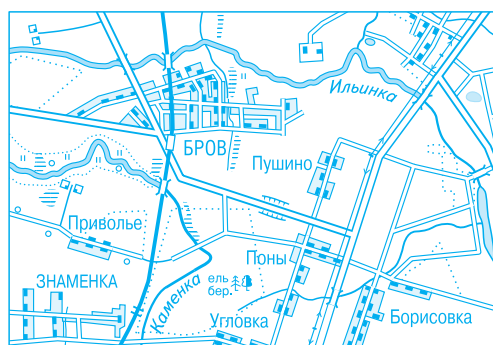 Ильинка
БРОВ
Пушино
Приволье
Поны
ЗНАМЕНКА
Каменка
ель
бер.
Угловка
Борисовка